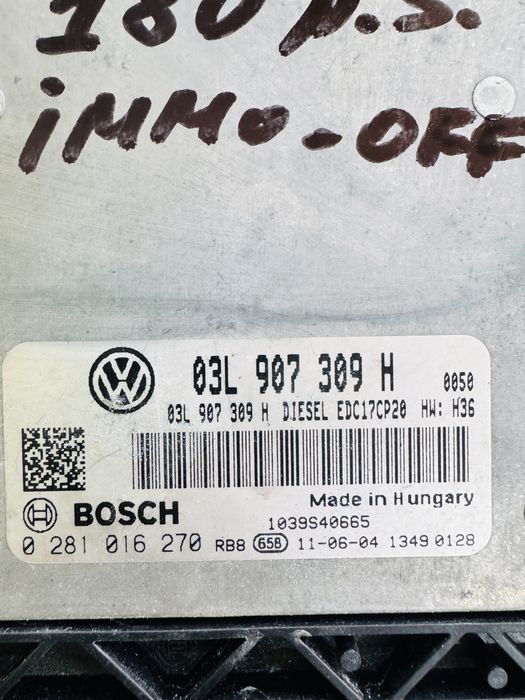 180 p.s.
immo-OFF
03L 907 309 H 0050
03L 907 309 H DIESEL EDC17CP20 HW: H36
Made in Hungary
BOSCH
1039S40665
0 281 016 270 RB8 65B 11-06-04 1349 0128